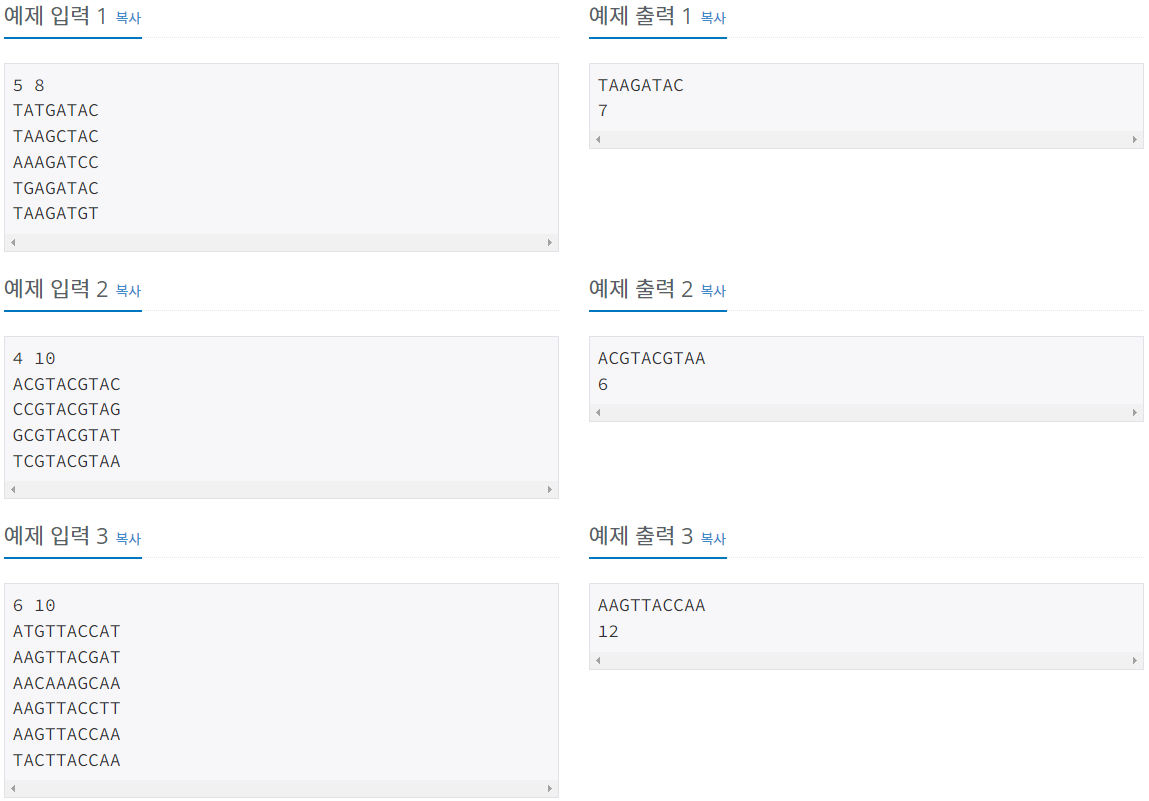 예제 입력 1 복사
5 8
TATGATAC
TAAGCTAC
AAAGATCC
TGAGATAC
TAAGATGT
예제 출력 1 복사
TAAGATAC
7
예제 입력 2 복사
4 10
ACGTACGTAC
CCGTACGTAG
GCGTACGTAT
TCGTACGTAA
예제 출력 2 복사
ACGTACGTAA
6
예제 입력 3 복사
6 10
ATGTTACCAT
AAGTTACGAT
AACAAAGCAA
AAGTTACCTT
AAGTTACCAA
TACTTACCAA
예제 출력 3 복사
AAGTTACCAA
12